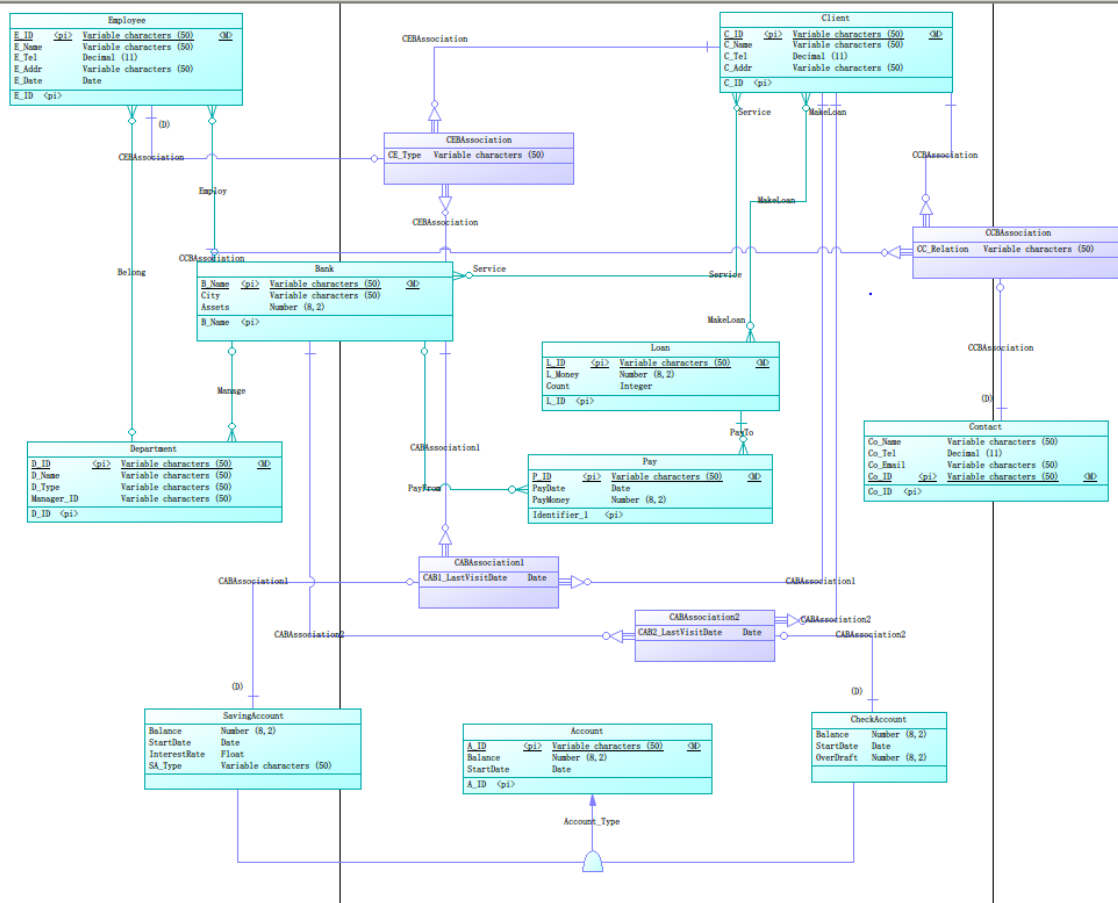 Employee
E_ID <pi> Variable characters (50) <M>
E_Name Variable characters (50)
E_Tel Decimal (11)
E_Addr Variable characters (50)
E_Date Date
E_ID <pi>
Client
C_ID <pi> Variable characters (50) <M>
C_Name Variable characters (50)
C_Tel Decimal (11)
C_Addr Variable characters (50)
C_ID <pi>
CEBAssociation
(D)
Service
MakeLoan
CEBAssociation
CE_Type Variable characters (50)
CEBAssociation
CCBAssociation
Employ
MakeLoan
CEBAssociation
CCBAssociation
CC_Relation Variable characters (50)
CCBAssociation
Belong
Service
Service
Bank
B_Name <pi> Variable characters (50) <M>
City Variable characters (50)
Assets Number (8,2)
B_Name <pi>
MakeLoan
Loan
L_ID <pi> Variable characters (50) <M>
L_Money Number (8,2)
Count Integer
L_ID <pi>
CCBAssociation
(D)
Manage
PayTo
CABAssociation1
PayFrom
Contact
Co_Name Variable characters (50)
Co_Tel Decimal (11)
Co_Email Variable characters (50)
Co_ID <pi> Variable characters (50) <M>
Co_ID <pi>
Department
D_ID <pi> Variable characters (50) <M>
D_Name Variable characters (50)
D_Type Variable characters (50)
Manager_ID Variable characters (50)
D_ID <pi>
Pay
P_ID <pi> Variable characters (50) <M>
PayDate Date
PayMoney Number (8,2)
Identifier_1 <pi>
CABAssociation1
CAB1_LastVisitDate Date
CABAssociation1
CABAssociation1
CABAssociation2
CAB2_LastVisitDate Date
CABAssociation2
CABAssociation2
CABAssociation2
(D)
(D)
SavingAccount
Balance Number (8,2)
StartDate Date
InterestRate Float
SA_Type Variable characters (50)
Account
A_ID <pi> Variable characters (50) <M>
Balance Number (8,2)
StartDate Date
A_ID <pi>
CheckAccount
Balance Number (8,2)
StartDate Date
OverDraft Number (8,2)
Account_Type